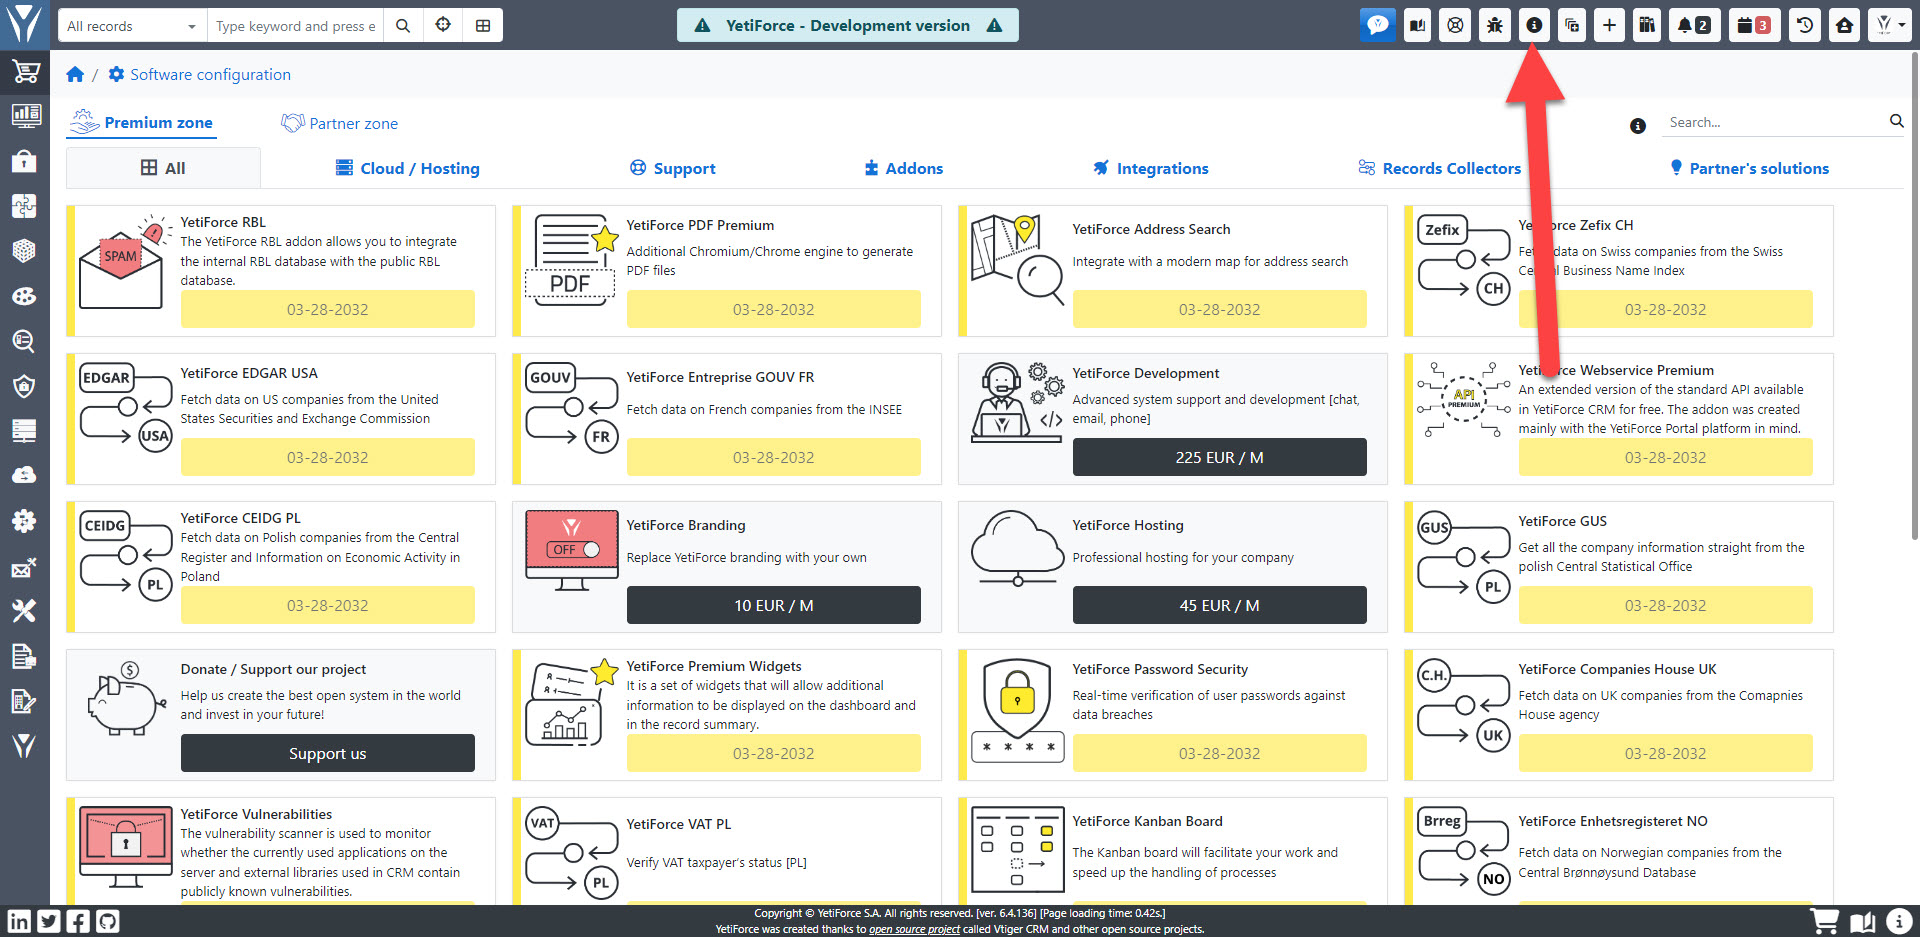 All records
Type keyword and press e
YetiForce - Development version
2
3
/ Software configuration
Premium zone
Partner zone
Search...
All
Cloud / Hosting
Support
Addons
Integrations
Records Collectors
Partner's solutions
SPAM
YetiForce RBL
The YetiForce RBL addon allows you to integrate
the internal RBL database with the public RBL
database.
03-28-2032
PDF
YetiForce PDF Premium
Additional Chromium/Chrome engine to generate
PDF files
03-28-2032
YetiForce Address Search
Integrate with a modern map for address search
03-28-2032
Zefix
CH
YetiForce Zefix CH
data on Swiss companies from the Swiss
Business Name Index
03-28-2032
EDGAR
USA
YetiForce EDGAR USA
Fetch data on US companies from the United
States Securities and Exchange Commission
03-28-2032
GOUV
FR
YetiForce Entreprise GOUV FR
Fetch data on French companies from the INSEE
03-28-2032
</>
YetiForce Development
Advanced system support and development [chat,
email, phone]
225 EUR / M
API
PREMIUM
Webservice Premium
An extended version of the standard API available
in YetiForce CRM for free. The addon was created
mainly with the YetiForce Portal platform in mind.
03-28-2032
CEIDG
PL
YetiForce CEIDG PL
Fetch data on Polish companies from the Central
Register and Information on Economic Activity in
Poland
03-28-2032
OFF
YetiForce Branding
Replace YetiForce branding with your own
10 EUR / M
YetiForce Hosting
Professional hosting for your company
45 EUR / M
GUS
PL
YetiForce GUS
Get all the company information straight from the
polish Central Statistical Office
03-28-2032
$
Donate / Support our project
Help us create the best open system in the world
and invest in your future!
Support us
YetiForce Premium Widgets
It is a set of widgets that will allow additional
information to be displayed on the dashboard and
in the record summary.
03-28-2032
* * * *
YetiForce Password Security
Real-time verification of user passwords against
data breaches
03-28-2032
C.H.
UK
YetiForce Companies House UK
Fetch data on UK companies from the Comapnies
House agency
03-28-2032
YetiForce Vulnerabilities
The vulnerability scanner is used to monitor
whether the currently used applications on the
server and external libraries used in CRM contain
publicly known vulnerabilities.
VAT
PL
YetiForce VAT PL
Verify VAT taxpayer's status [PL]
YetiForce Kanban Board
The Kanban board will facilitate your work and
speed up the handling of processes
Brreg
NO
YetiForce Enhetsregisteret NO
Fetch data on Norwegian companies from the
Central Brønnøysund Database
Copyright © YetiForce S.A. All rights reserved. [ver. 6.4.136] [Page loading time: 0.42s.]
YetiForce was created thanks to open source project called Vtiger CRM and other open source projects.